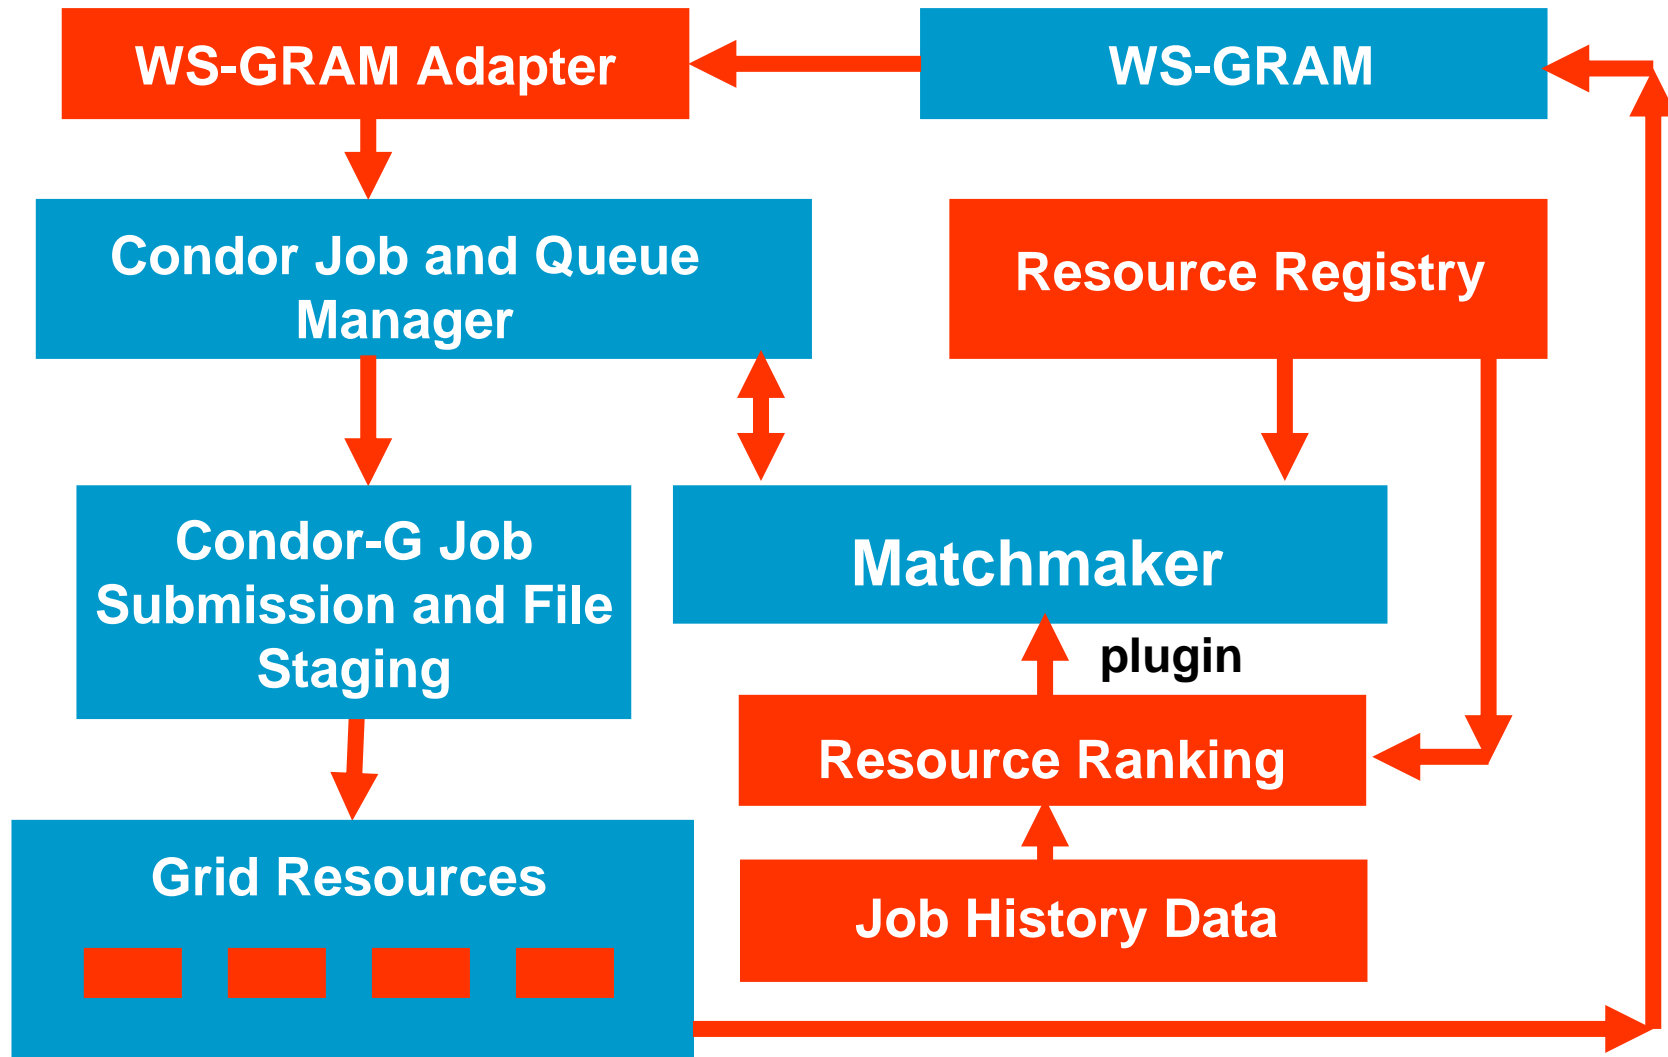 WS-GRAM Adapter
WS-GRAM
Condor Job and Queue
Manager
Resource Registry
Condor-G Job
Submission and File
Staging
Matchmaker
plugin
Resource Ranking
Grid Resources
Job History Data